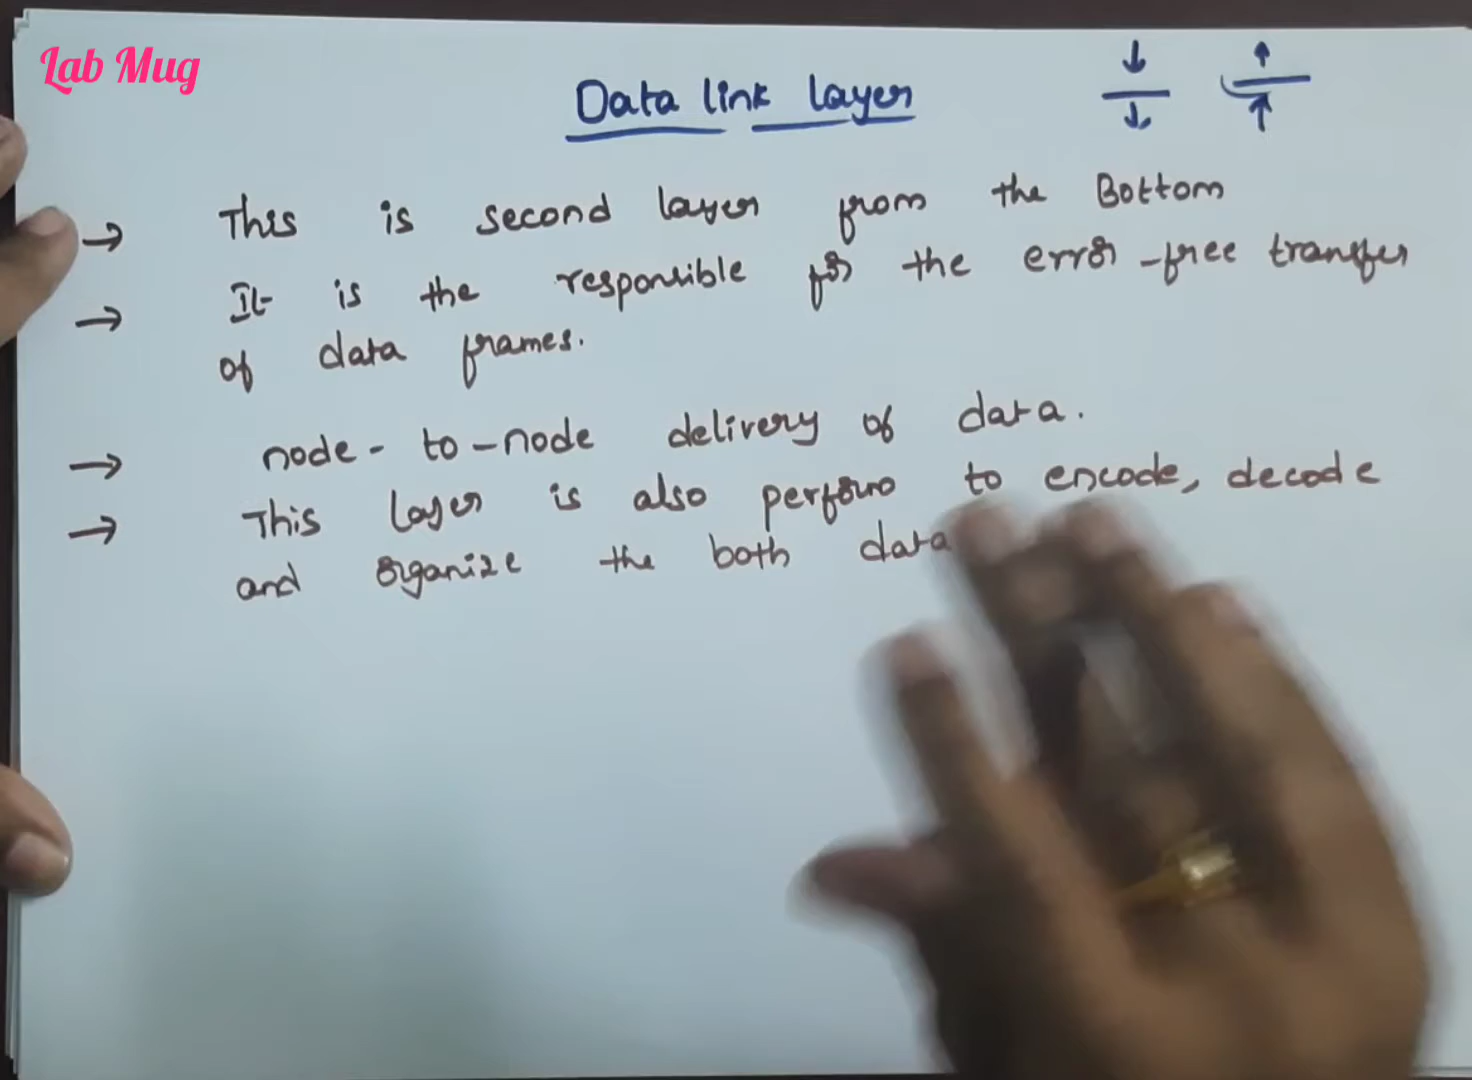 Lab Mug
Data link layer
→ This is second layer from the Bottom
→ It is the responsible for the error-free transfer
of data frames.
→ node-to-node delivery of data.
→ This layer is also perform to encode, decode
and organize the both data